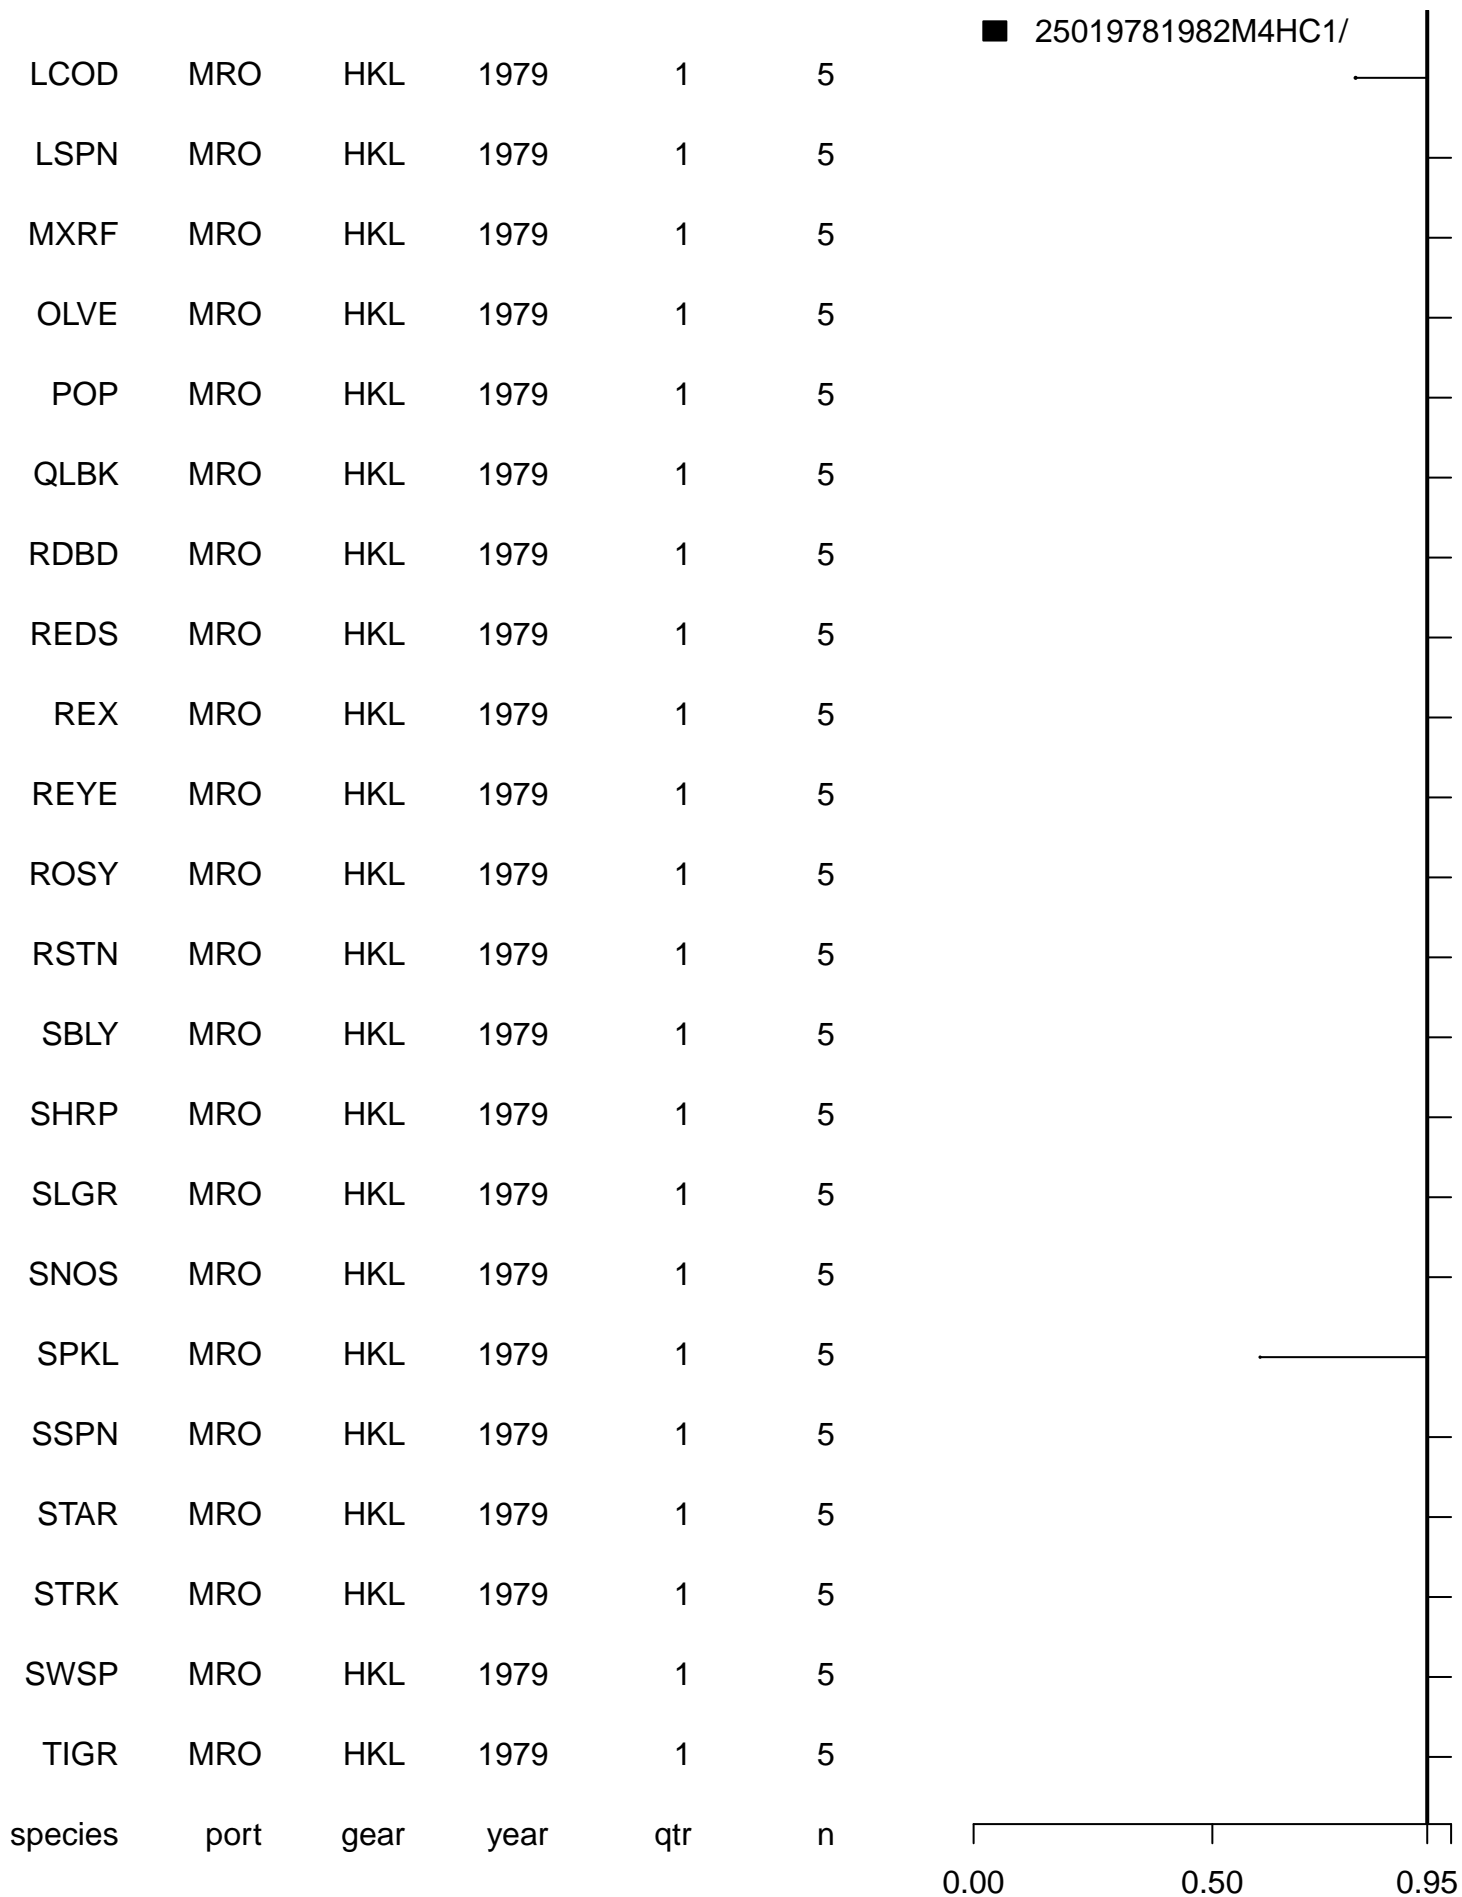 25019781982M4HC1/
LCOD MRO HKL 1979 1 5
LSPN MRO HKL 1979 1 5
MXRF MRO HKL 1979 1 5
OLVE MRO HKL 1979 1 5
POP MRO HKL 1979 1 5
QLBK MRO HKL 1979 1 5
RDBD MRO HKL 1979 1 5
REDS MRO HKL 1979 1 5
REX MRO HKL 1979 1 5
REYE MRO HKL 1979 1 5
ROSY MRO HKL 1979 1 5
RSTN MRO HKL 1979 1 5
SBLY MRO HKL 1979 1 5
SHRP MRO HKL 1979 1 5
SLGR MRO HKL 1979 1 5
SNOS MRO HKL 1979 1 5
SPKL MRO HKL 1979 1 5
SSPN MRO HKL 1979 1 5
STAR MRO HKL 1979 1 5
STRK MRO HKL 1979 1 5
SWSP MRO HKL 1979 1 5
TIGR MRO HKL 1979 1 5
species port gear year qtr n
0.00 0.50 0.95